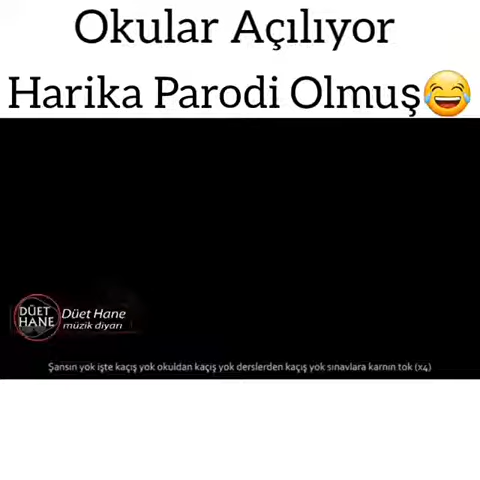 Okular Açılıyor
Harika Parodi Olmuş😂
DÜET
HANE
Düet Hane
müzik diyarı
Şansın yok işte kaçış yok okuldan kaçış yok derslerden kaçış yok sınavlara karnın tok (x4)